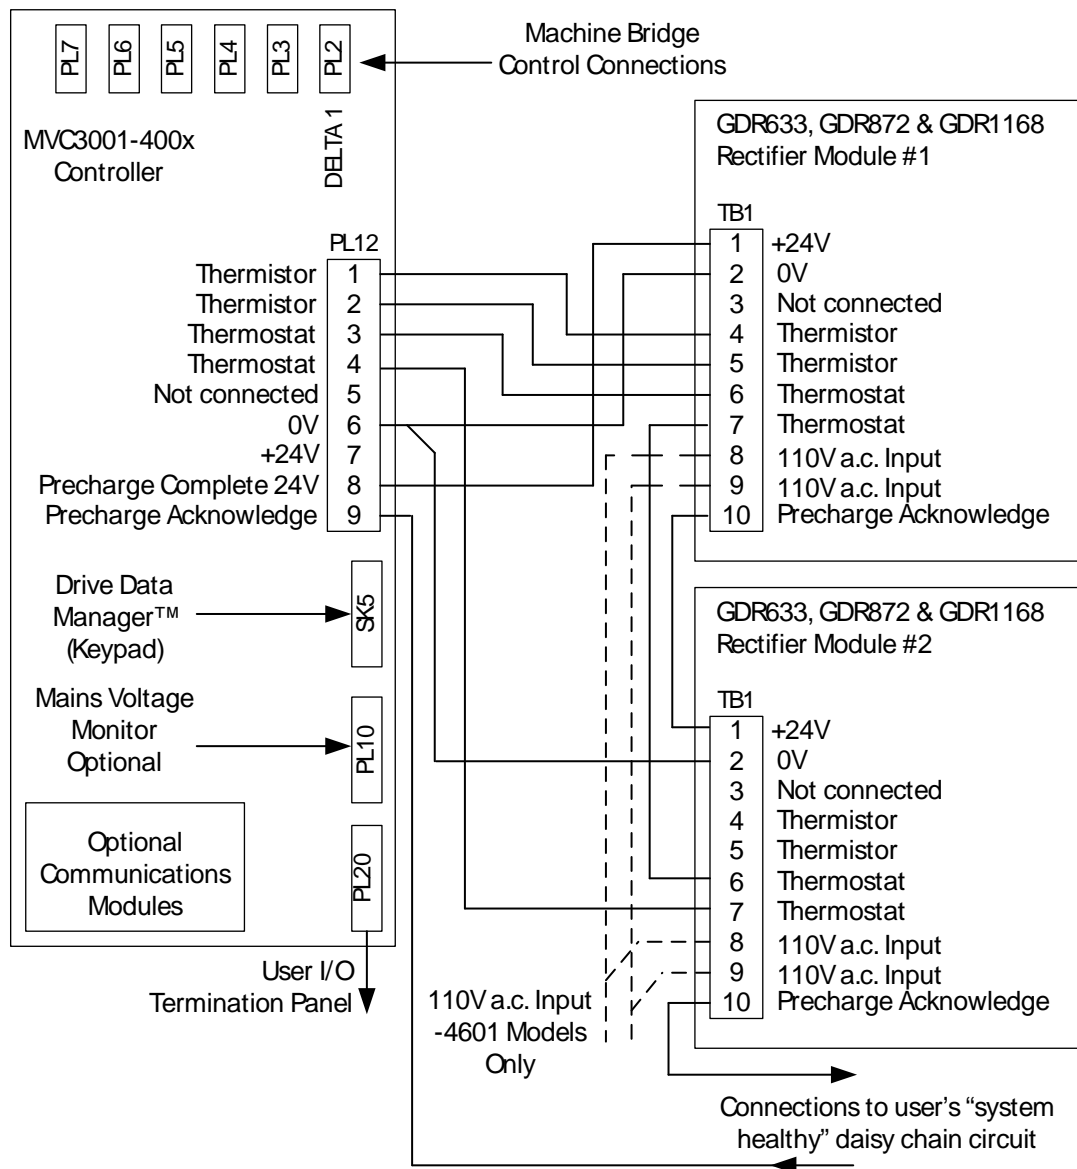 PL7
PL6
PL5
PL4
PL3
PL2
Machine Bridge
Control Connections
MVC3001-400x
Controller
DELTA 1
PL12
Thermistor 1
Thermistor 2
Thermostat 3
Thermostat 4
Not connected 5
0V 6
+24V 7
Precharge Complete 24V 8
Precharge Acknowledge 9
Drive Data
Manager™
(Keypad)
SK5
Mains Voltage
Monitor
Optional
PL10
Optional
Communications
Modules
PL20
User I/O
Termination Panel
GDR633, GDR872 & GDR1168
Rectifier Module #1
TB1
1 +24V
2 0V
3 Not connected
4 Thermistor
5 Thermistor
6 Thermostat
7 Thermostat
8 110V a.c. Input
9 110V a.c. Input
10 Precharge Acknowledge
GDR633, GDR872 & GDR1168
Rectifier Module #2
TB1
1 +24V
2 0V
3 Not connected
4 Thermistor
5 Thermistor
6 Thermostat
7 Thermostat
8 110V a.c. Input
9 110V a.c. Input
10 Precharge Acknowledge
110V a.c. Input
-4601 Models
Only
Connections to user's “system
healthy” daisy chain circuit